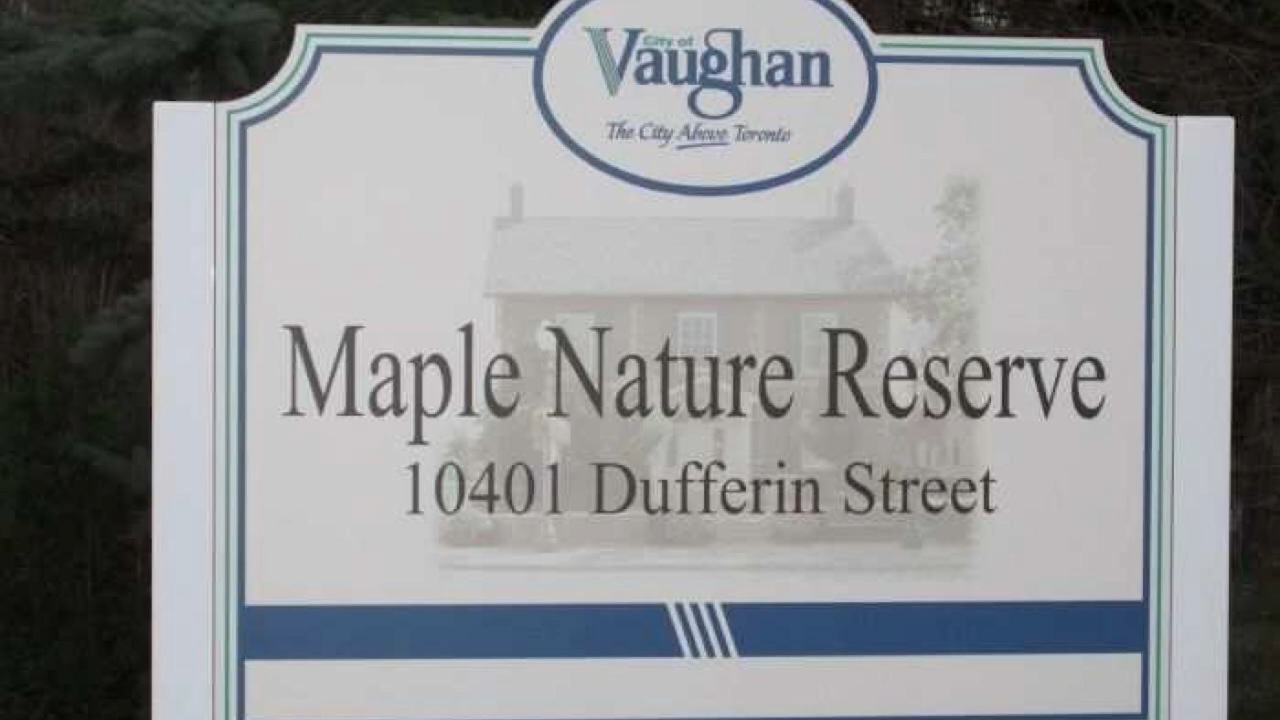 City of
Vaughan
The City Above Toronto
Maple Nature Reserve
10401 Dufferin Street